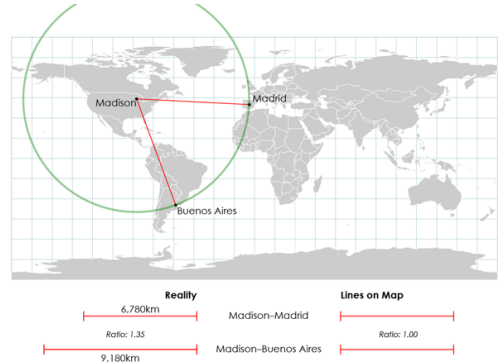 Madison
Madrid
Buenos Aires
Reality
Lines on Map
6,780km
Madison–Madrid
Ratio: 1.35
Ratio: 1.00
Madison–Buenos Aires
9,180km